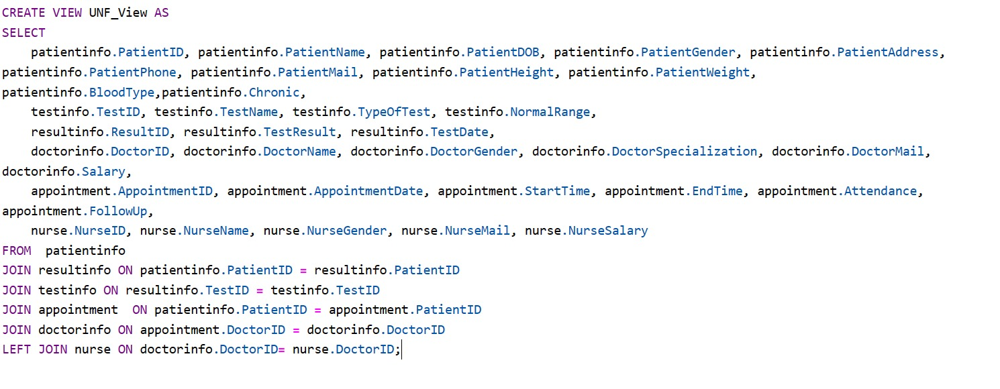 CREATE VIEW UNF_View AS
SELECT
    patientinfo.PatientID, patientinfo.PatientName, patientinfo.PatientDOB, patientinfo.PatientGender, patientinfo.PatientAddress,
patientinfo.PatientPhone, patientinfo.PatientMail, patientinfo.PatientHeight, patientinfo.PatientWeight,
patientinfo.BloodType,patientinfo.Chronic,
    testinfo.TestID, testinfo.TestName, testinfo.TypeOfTest, testinfo.NormalRange,
    resultinfo.ResultID, resultinfo.TestResult, resultinfo.TestDate,
    doctorinfo.DoctorID, doctorinfo.DoctorName, doctorinfo.DoctorGender, doctorinfo.DoctorSpecialization, doctorinfo.DoctorMail,
doctorinfo.Salary,
    appointment.AppointmentID, appointment.AppointmentDate, appointment.StartTime, appointment.EndTime, appointment.Attendance,
appointment.FollowUp,
    nurse.NurseID, nurse.NurseName, nurse.NurseGender, nurse.NurseMail, nurse.NurseSalary
FROM  patientinfo
JOIN resultinfo ON patientinfo.PatientID = resultinfo.PatientID
JOIN testinfo ON resultinfo.TestID = testinfo.TestID
JOIN appointment  ON patientinfo.PatientID = appointment.PatientID
JOIN doctorinfo ON appointment.DoctorID = doctorinfo.DoctorID
LEFT JOIN nurse ON doctorinfo.DoctorID= nurse.DoctorID;